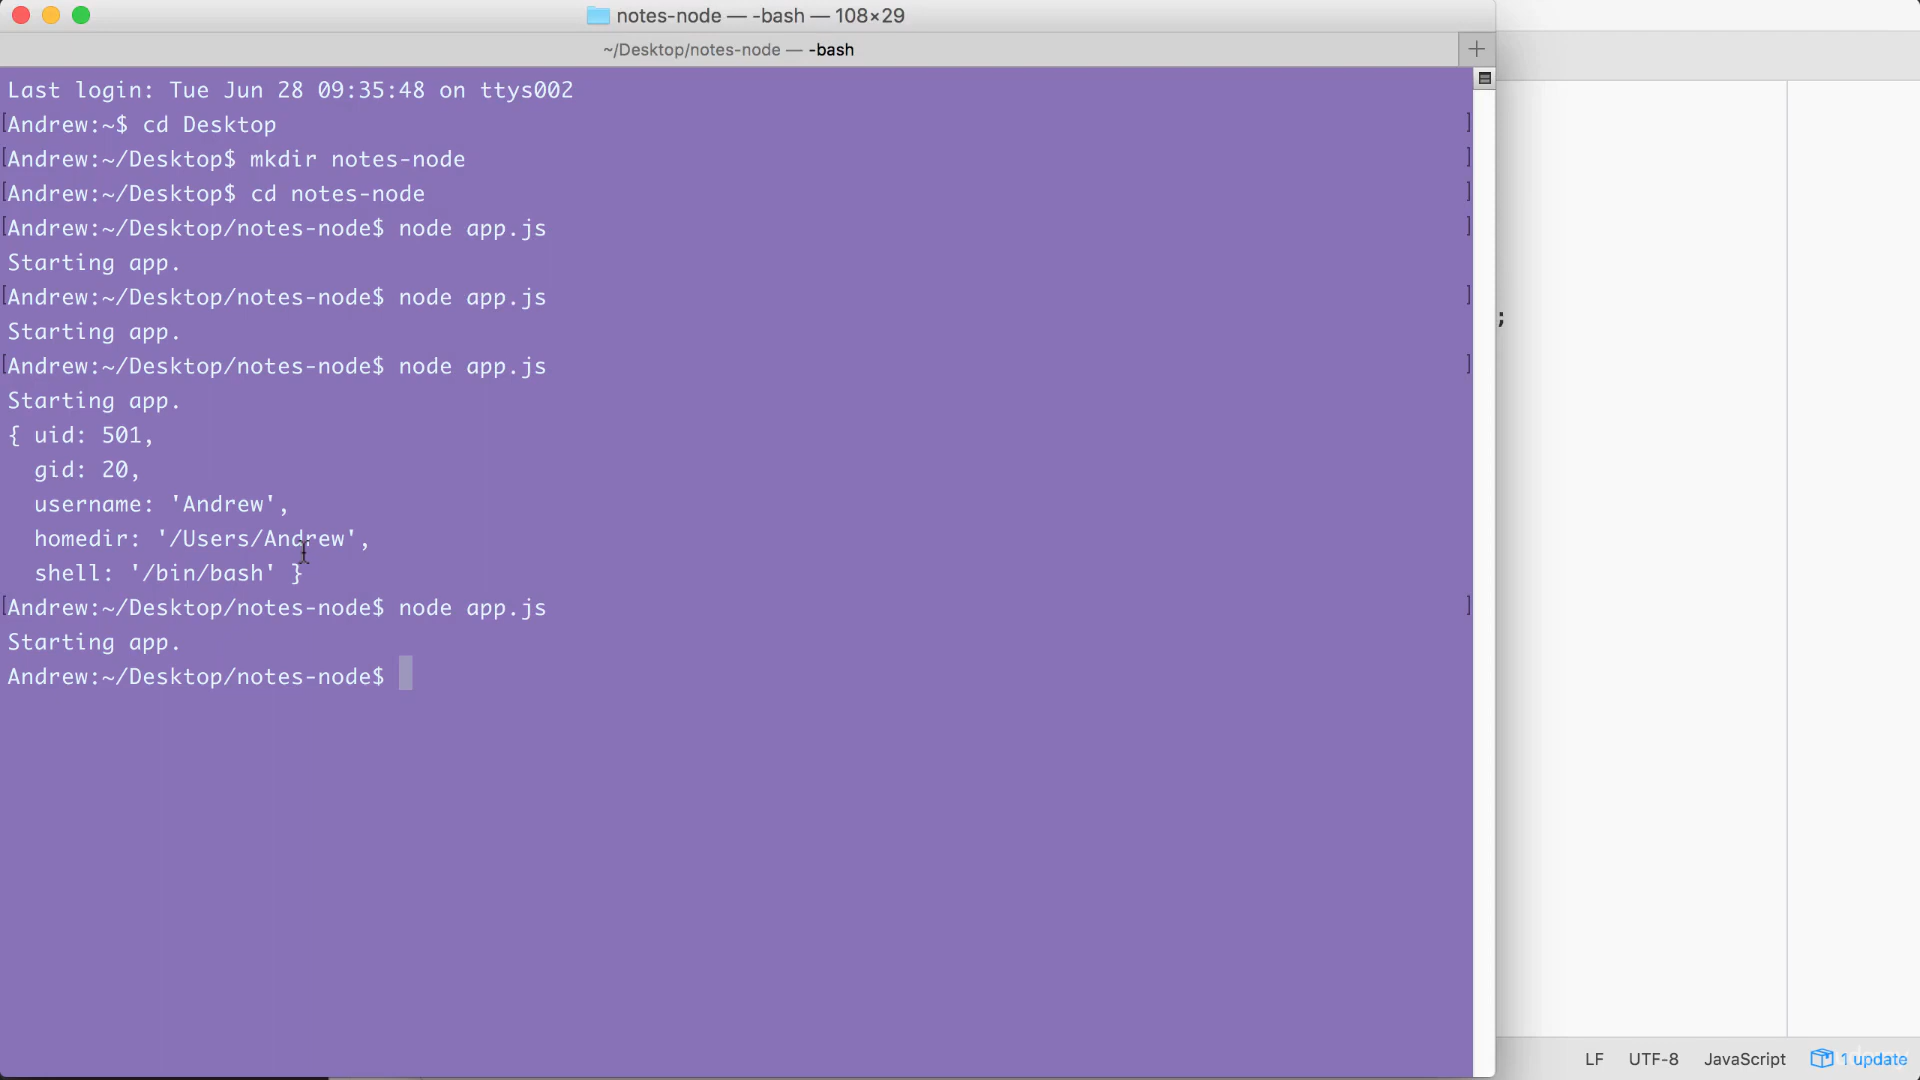 notes-node — -bash — 108×29
~/Desktop/notes-node — -bash
Last login: Tue Jun 28 09:35:48 on ttys002
[Andrew:~$ cd Desktop ]
[Andrew:~/Desktop$ mkdir notes-node ]
[Andrew:~/Desktop$ cd notes-node ]
[Andrew:~/Desktop/notes-node$ node app.js ]
Starting app.
[Andrew:~/Desktop/notes-node$ node app.js ]
Starting app.
;
[Andrew:~/Desktop/notes-node$ node app.js ]
Starting app.
{ uid: 501,
  gid: 20,
  username: 'Andrew',
  homedir: '/Users/Andrew',
  shell: '/bin/bash' }
[Andrew:~/Desktop/notes-node$ node app.js ]
Starting app.
Andrew:~/Desktop/notes-node$
LF UTF-8 JavaScript 1 update